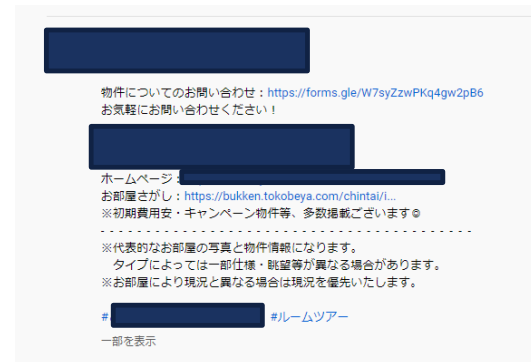 物件についてのお問い合わせ：https://forms.gle/W7syZzwPKq4gw2pB6
お気軽にお問い合わせください！
ホームページ：
お部屋さがし：https://bukken.tokobeya.com/chintai/i...
※初期費用安・キャンペーン物件等、多数掲載ございます☺
- - - - - - - - - - - - - - - - - - - - - - - - - - - - - - - - - - - - - - - - - - - -
※代表的なお部屋の写真と物件情報になります。
タイプによっては一部仕様・眺望等が異なる場合があります。
※お部屋により現況と異なる場合は現況を優先いたします。
# #ルームツアー
一部を表示